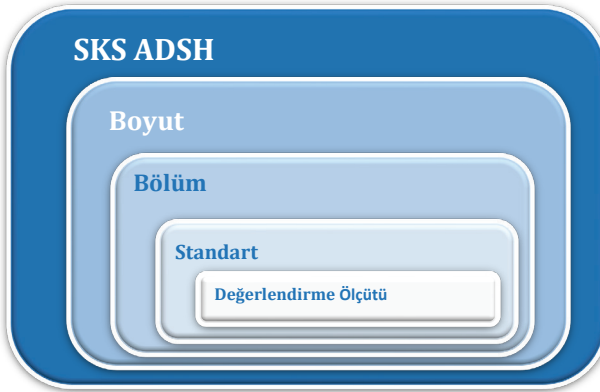 SKS ADSH
Boyut
Bölüm
Standart
Değerlendirme Ölçütü